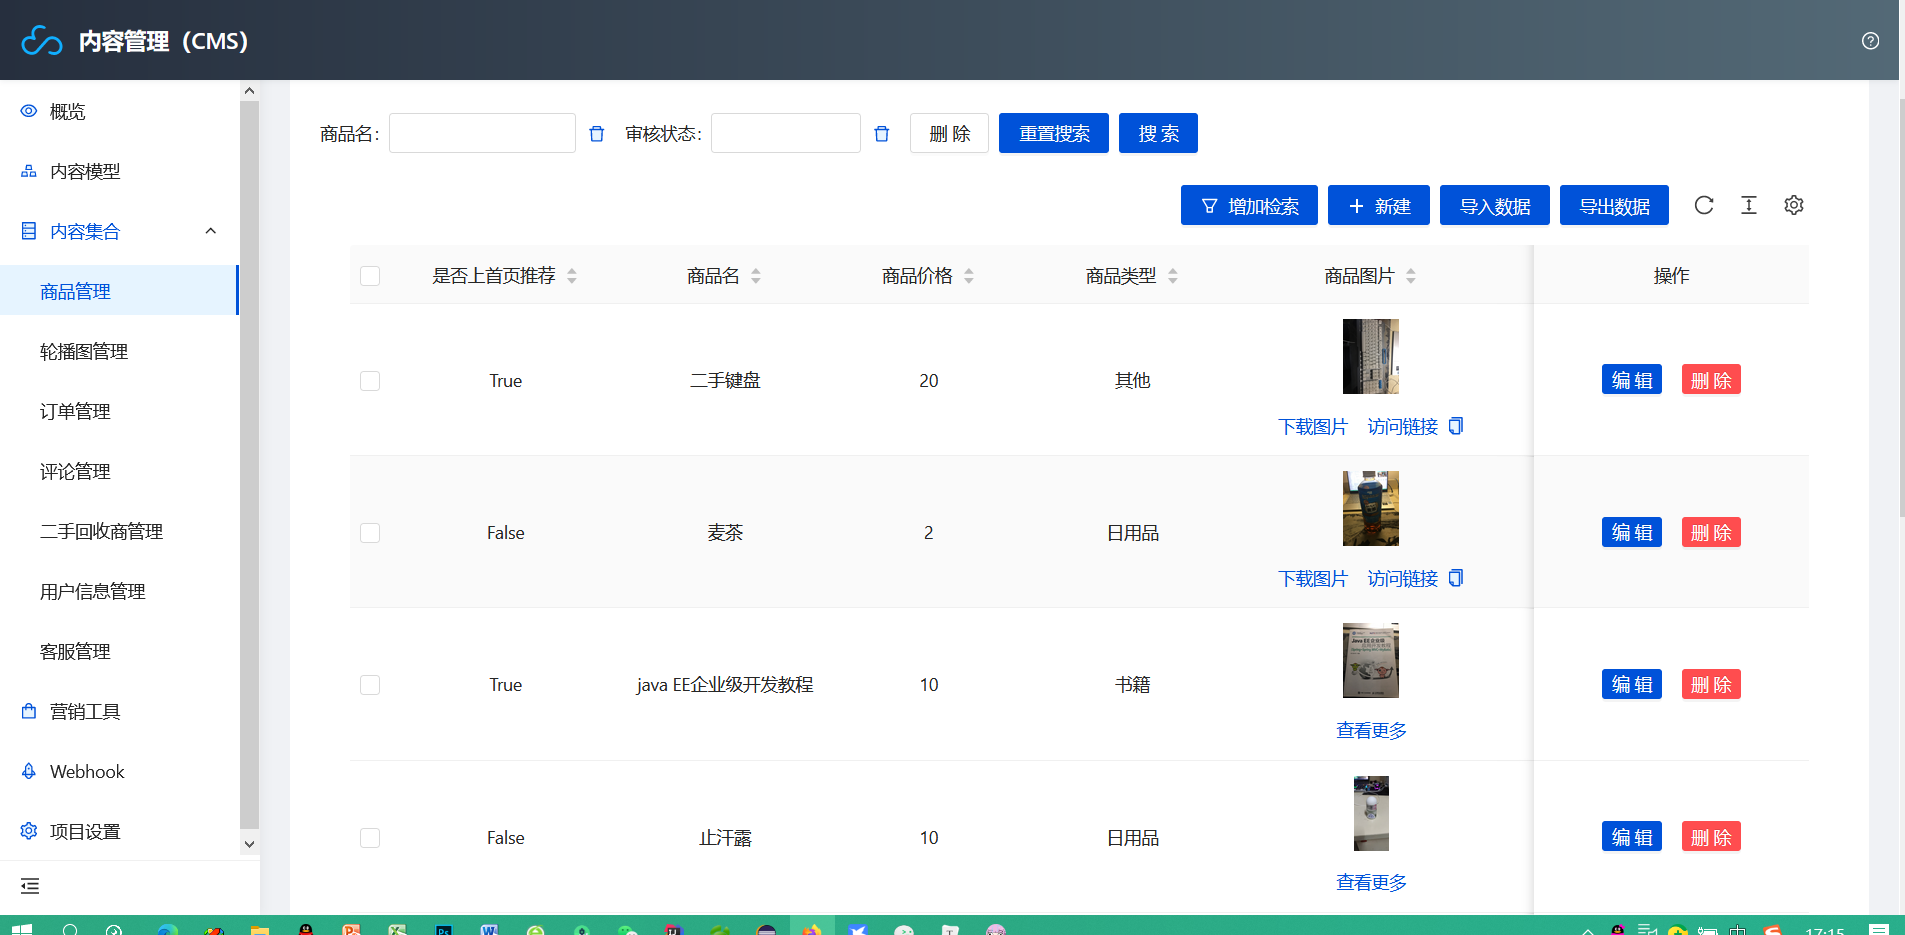 内容管理（CMS）
概览
内容模型
内容集合
商品管理
轮播图管理
订单管理
评论管理
二手回收商管理
用户信息管理
客服管理
营销工具
Webhook
项目设置
商品名: 审核状态: 删 除 重置搜索 搜 索
增加检索 新建 导入数据 导出数据
是否上首页推荐 商品名 商品价格 商品类型 商品图片 操作
True 二手键盘 20 其他 编 辑 删 除
下载图片 访问链接
False 麦茶 2 日用品 编 辑 删 除
下载图片 访问链接
True java EE企业级开发教程 10 书籍 编 辑 删 除
Java EE企业级
查看更多
False 止汗露 10 日用品 编 辑 删 除
查看更多
17:15